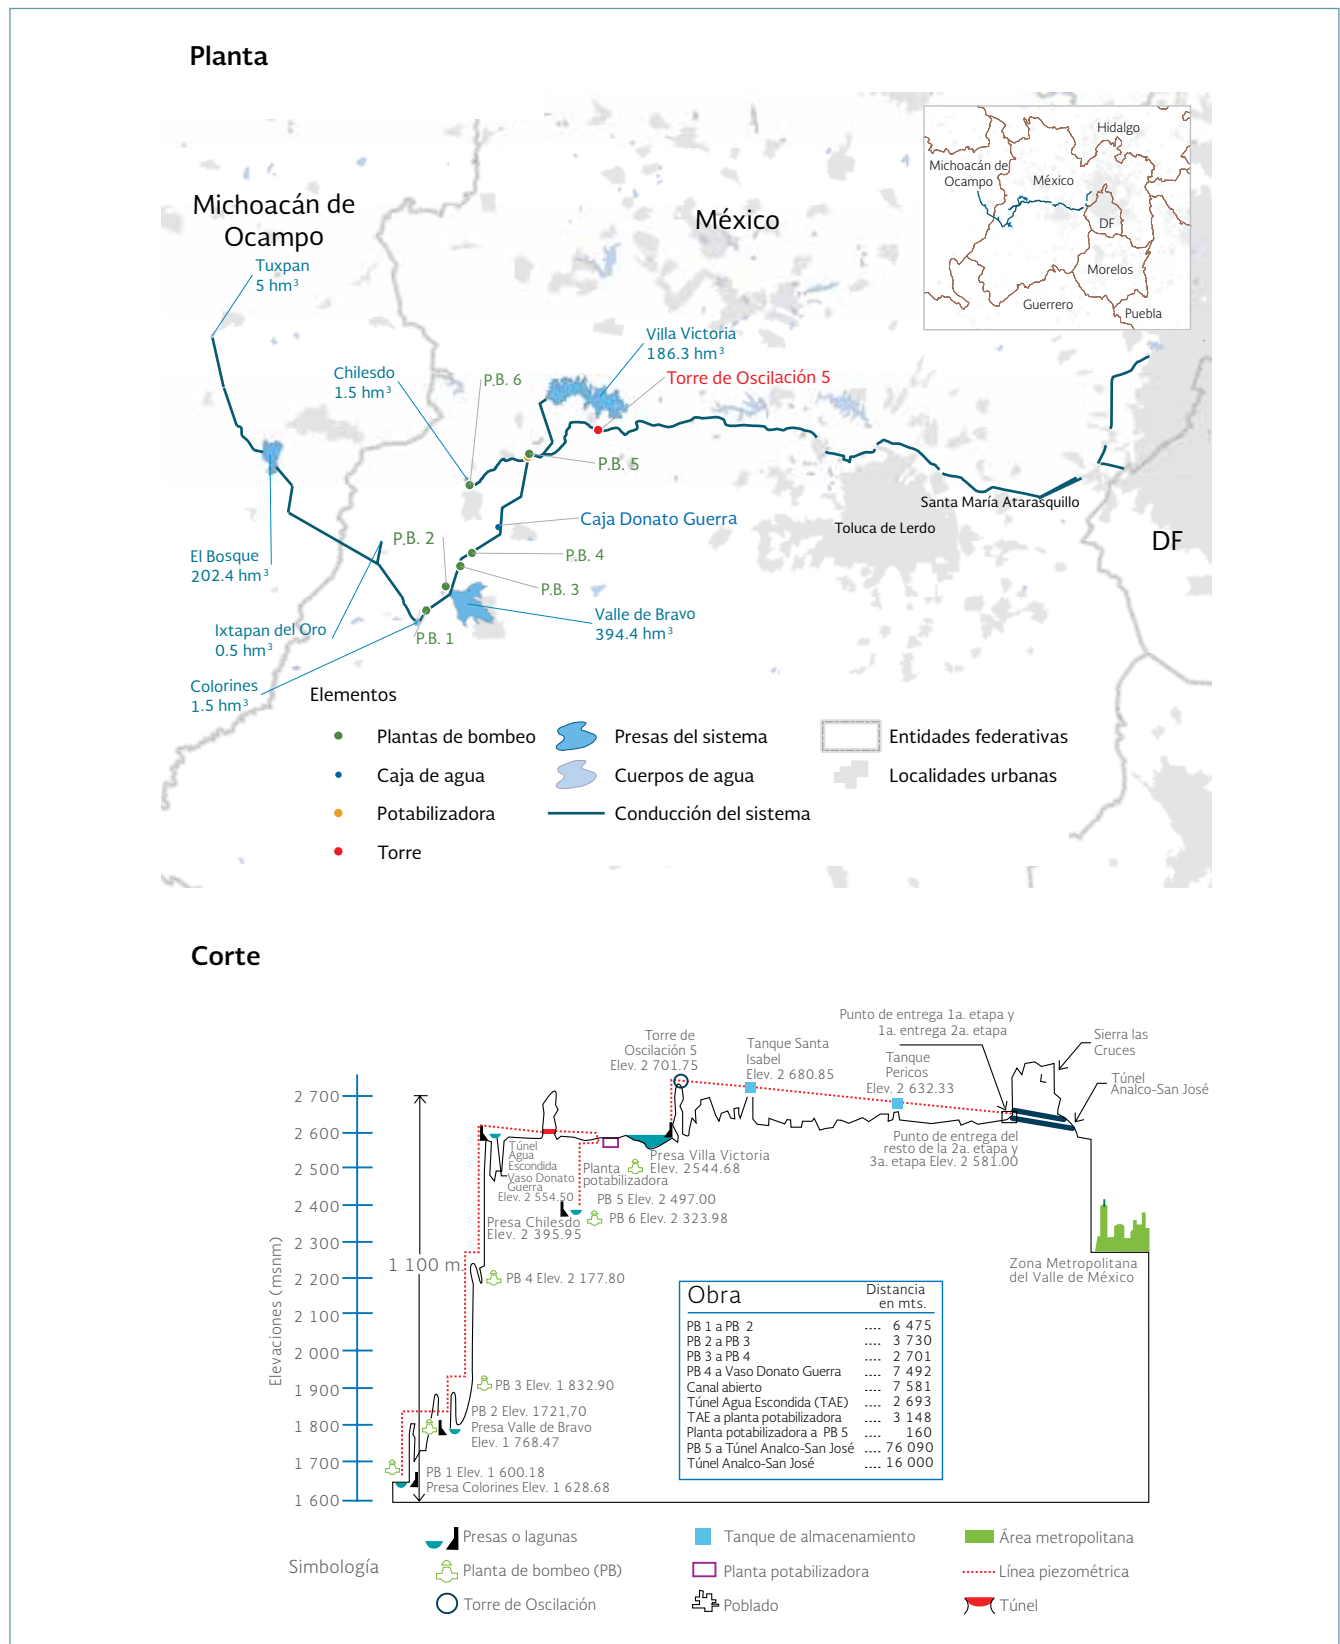 Planta
Hidalgo
Michoacán de
Ocampo
México
DF
Morelos
Guerrero
Puebla
Michoacán de
Ocampo
México
Tuxpan
5 hm³
Villa Victoria
186.3 hm³
Chilesdo
1.5 hm³
P.B. 6
Torre de Oscilación 5
P.B. 5
Santa María Atarasquillo
Caja Donato Guerra
Toluca de Lerdo
P.B. 2
DF
El Bosque
202.4 hm³
P.B. 4
P.B. 3
Valle de Bravo
394.4 hm³
Ixtapan del Oro
0.5 hm³
P.B. 1
Colorines
1.5 hm³
Elementos
Plantas de bombeo
Presas del sistema
Entidades federativas
Caja de agua
Cuerpos de agua
Localidades urbanas
Potabilizadora
Conducción del sistema
Torre
Corte
Punto de entrega 1a. etapa y
1a. entrega 2a. etapa
Torre de
Oscilación 5
Elev. 2 701.75
Tanque Santa
Isabel
Elev. 2 680.85
Tanque
Pericos
Elev. 2 632.33
Sierra las
Cruces
Túnel
Analco-San José
2 700
2 600
2 500
2 400
2 300
2 200
2 100
2 000
1 900
1 800
1 700
1 600
Elevaciones (msnm)
1 100 m.
Túnel
Agua
Escondida
Vaso Donato
Guerra
Elev. 2 554.50
Planta
potabilizadora
Presa Villa Victoria
Elev. 2544.68
Punto de entrega del
resto de la 2a. etapa y
3a. etapa Elev. 2 581.00
PB 5 Elev. 2 497.00
PB 6 Elev. 2 323.98
Presa Chilesdo
Elev. 2 395.95
PB 4 Elev. 2 177.80
Zona Metropolitana
del Valle de México
PB 3 Elev. 1 832.90
PB 2 Elev. 1721,70
Presa Valle de Bravo
Elev. 1 768.47
PB 1 Elev. 1 600.18
Presa Colorines Elev. 1 628.68
Obra Distancia
en mts.
PB 1 a PB 2 .... 6 475
PB 2 a PB 3 .... 3 730
PB 3 a PB 4 .... 2 701
PB 4 a Vaso Donato Guerra .... 7 492
Canal abierto .... 7 581
Túnel Agua Escondida (TAE) .... 2 693
TAE a planta potabilizadora .... 3 148
Planta potabilizadora a PB 5 .... 160
PB 5 a Túnel Analco-San José .... 76 090
Túnel Analco-San José .... 16 000
Simbología
Presas o lagunas
Tanque de almacenamiento
Área metropolitana
Planta de bombeo (PB)
Planta potabilizadora
Línea piezométrica
Torre de Oscilación
Poblado
Túnel